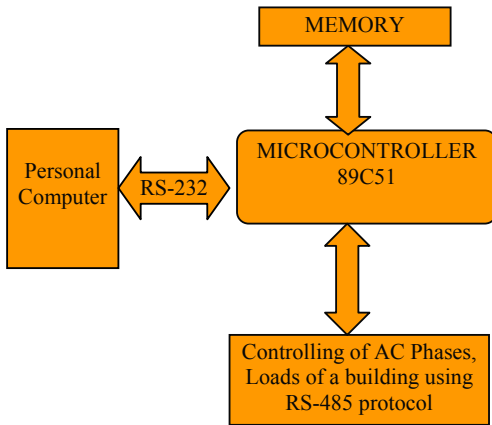 MEMORY
MICROCONTROLLER
89C51
Personal
Computer
RS-232
Controlling of AC Phases,
Loads of a building using
RS-485 protocol